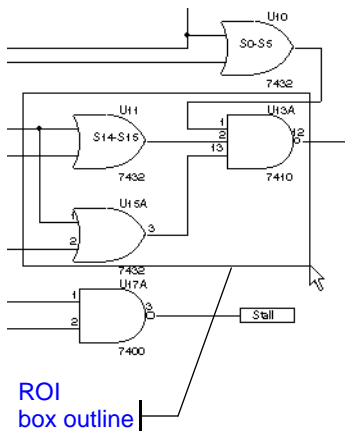 U10
S0-S5
7432
U11
S14-S15
7432
U13A
1
2
13
12
7410
U15A
1
2
3
7432
U17A
1
2
3
7400
Stall
ROI
box outline